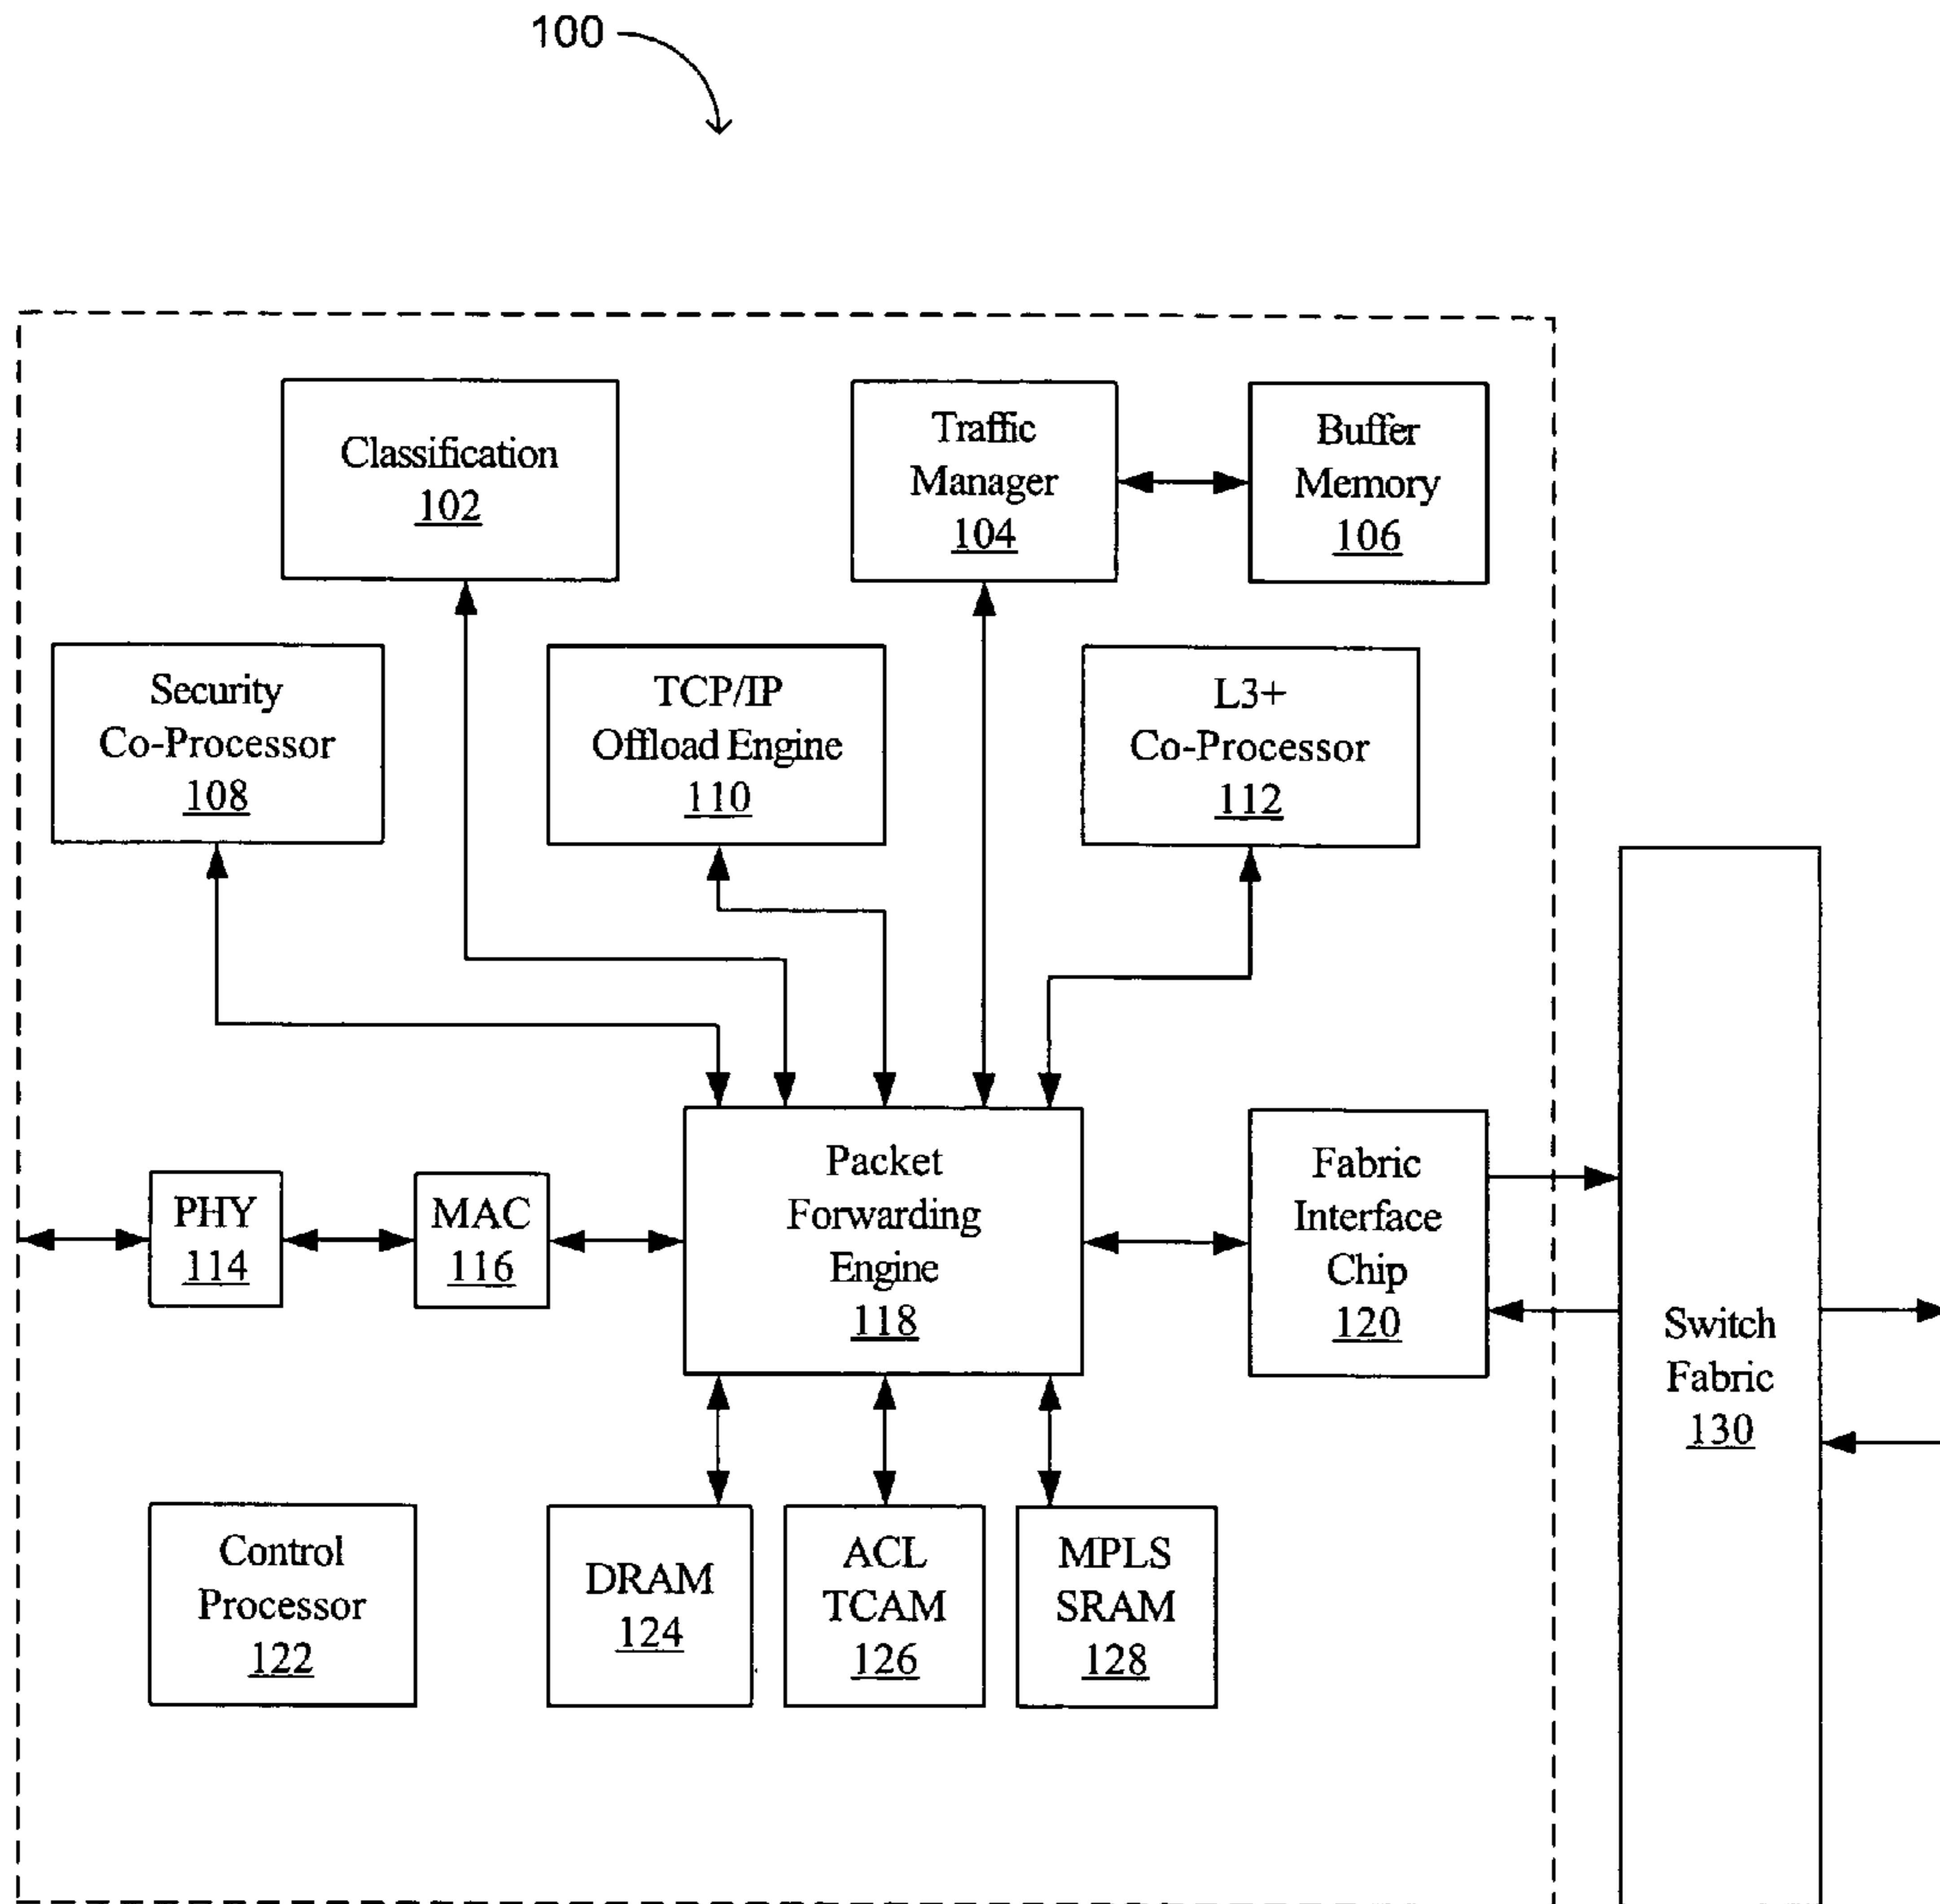 100
Classification
102
Traffic
Manager
104
Buffer
Memory
106
Security
Co-Processor
108
TCP/IP
Offload Engine
110
L3+
Co-Processor
112
PHY
114
MAC
116
Packet
Forwarding
Engine
118
Fabric
Interface
Chip
120
Switch
Fabric
130
Control
Processor
122
DRAM
124
ACL
TCAM
126
MPLS
SRAM
128